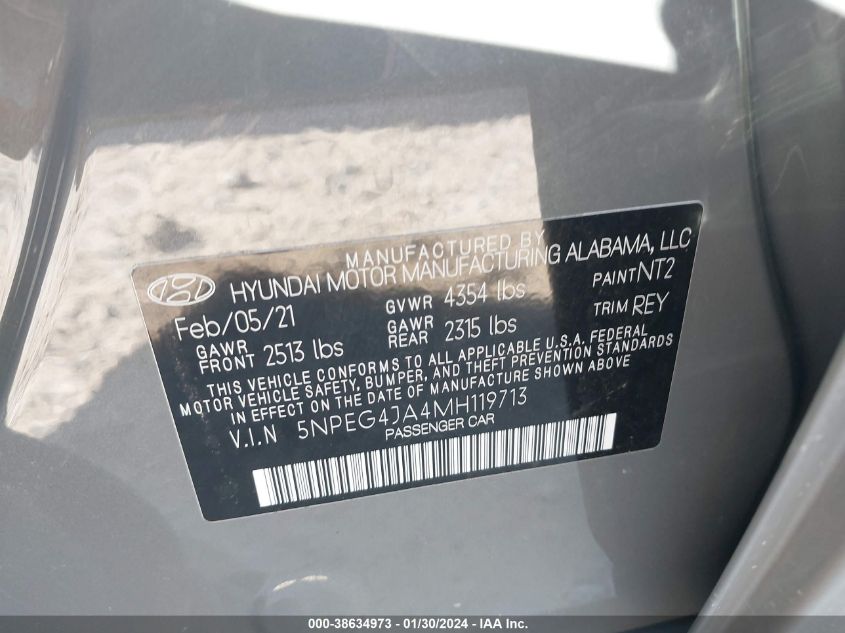 MANUFACTURED BY
HYUNDAI MOTOR MANUFACTURING ALABAMA, LLC
Feb/05/21 GVWR 4354 lbs PAINT NT2
GAWR FRONT 2513 lbs GAWR REAR 2315 lbs TRIM REY
THIS VEHICLE CONFORMS TO ALL APPLICABLE U.S.A. FEDERAL
MOTOR VEHICLE SAFETY, BUMPER, AND THEFT PREVENTION STANDARDS
IN EFFECT ON THE DATE OF MANUFACTURE SHOWN ABOVE.
V.I.N 5NPEG4JA4MH119713
PASSENGER CAR
000-38634973 - 01/30/2024 - IAAI.com